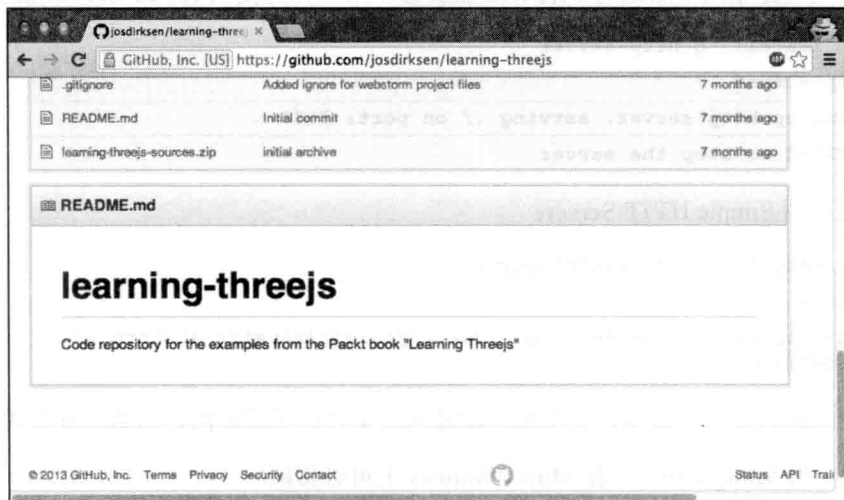 josdirksen/learning-three
GitHub, Inc. [US] https://github.com/josdirksen/learning-threejs
.gitignore Added ignore for webstorm project files 7 months ago
README.md Initial commit 7 months ago
learning-threejs-sources.zip initial archive 7 months ago
README.md
learning-threejs
Code repository for the examples from the Packt book "Learning Threejs"
© 2013 GitHub, Inc. Terms Privacy Security Contact Status API Trai